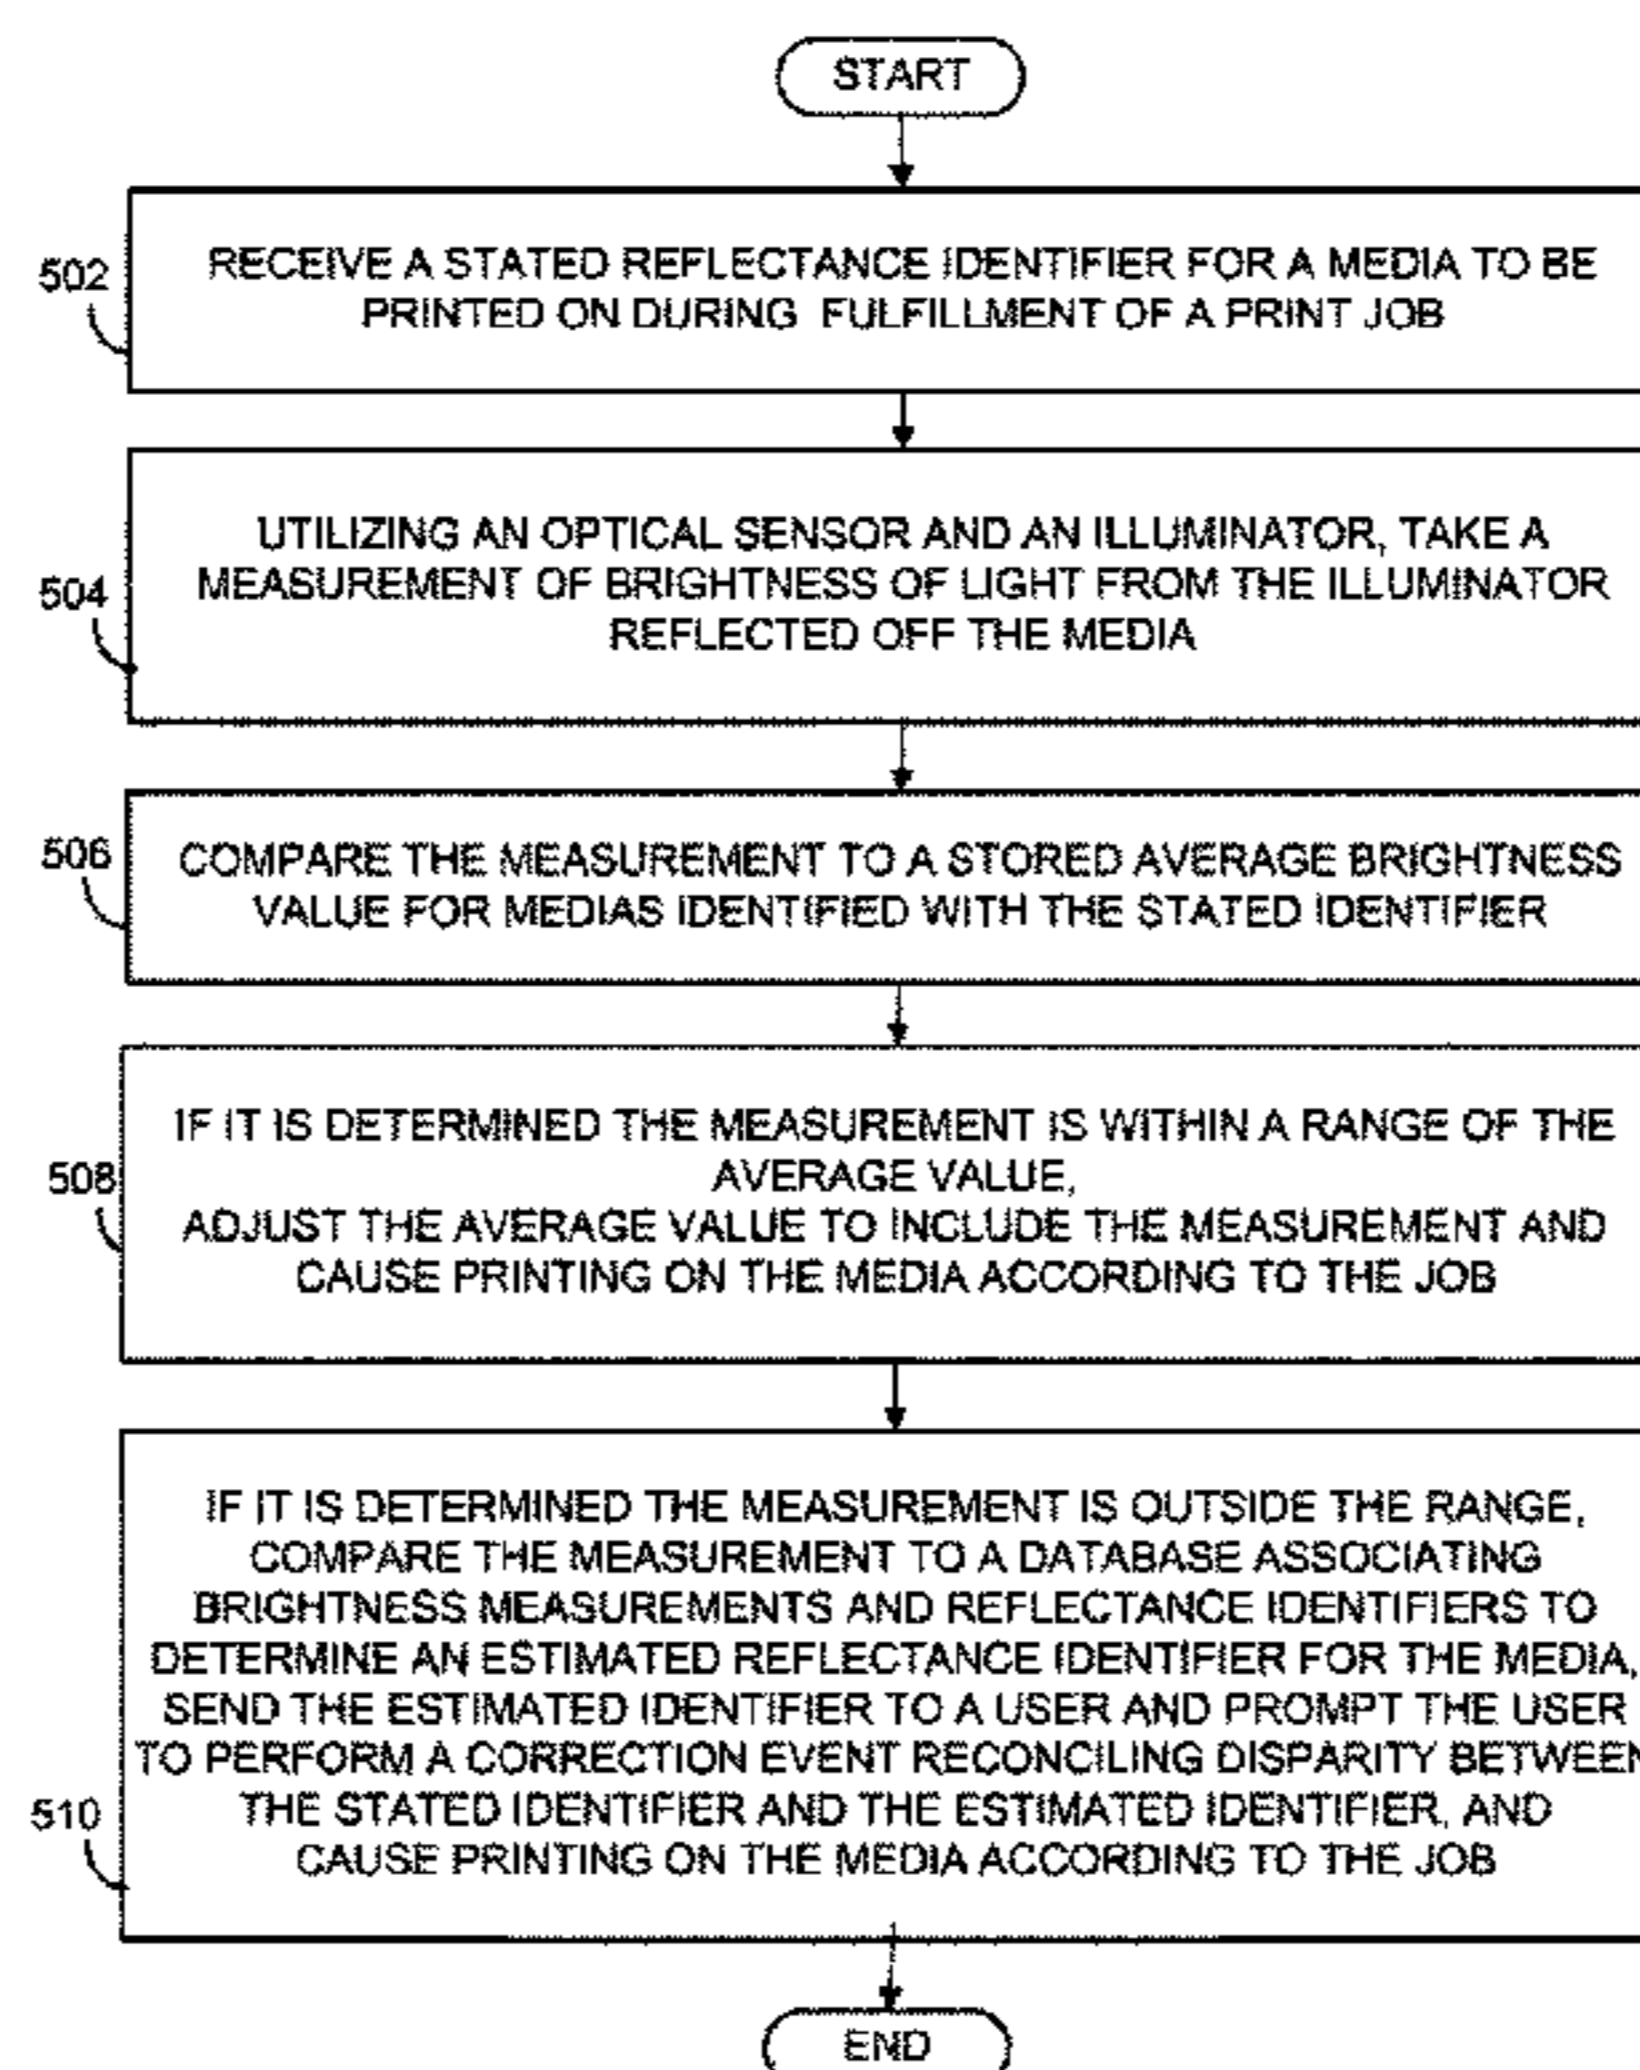 START
502
RECEIVE A STATED REFLECTANCE IDENTIFIER FOR A MEDIA TO BE
PRINTED ON DURING FULFILLMENT OF A PRINT JOB
504
UTILIZING AN OPTICAL SENSOR AND AN ILLUMINATOR, TAKE A
MEASUREMENT OF BRIGHTNESS OF LIGHT FROM THE ILLUMINATOR
REFLECTED OFF THE MEDIA
506
COMPARE THE MEASUREMENT TO A STORED AVERAGE BRIGHTNESS
VALUE FOR MEDIAS IDENTIFIED WITH THE STATED IDENTIFIER
508
IF IT IS DETERMINED THE MEASUREMENT IS WITHIN A RANGE OF THE
AVERAGE VALUE,
ADJUST THE AVERAGE VALUE TO INCLUDE THE MEASUREMENT AND
CAUSE PRINTING ON THE MEDIA ACCORDING TO THE JOB
510
IF IT IS DETERMINED THE MEASUREMENT IS OUTSIDE THE RANGE,
COMPARE THE MEASUREMENT TO A DATABASE ASSOCIATING
BRIGHTNESS MEASUREMENTS AND REFLECTANCE IDENTIFIERS TO
DETERMINE AN ESTIMATED REFLECTANCE IDENTIFIER FOR THE MEDIA,
SEND THE ESTIMATED IDENTIFIER TO A USER AND PROMPT THE USER
TO PERFORM A CORRECTION EVENT RECONCILING DISPARITY BETWEEN
THE STATED IDENTIFIER AND THE ESTIMATED IDENTIFIER, AND
CAUSE PRINTING ON THE MEDIA ACCORDING TO THE JOB
END